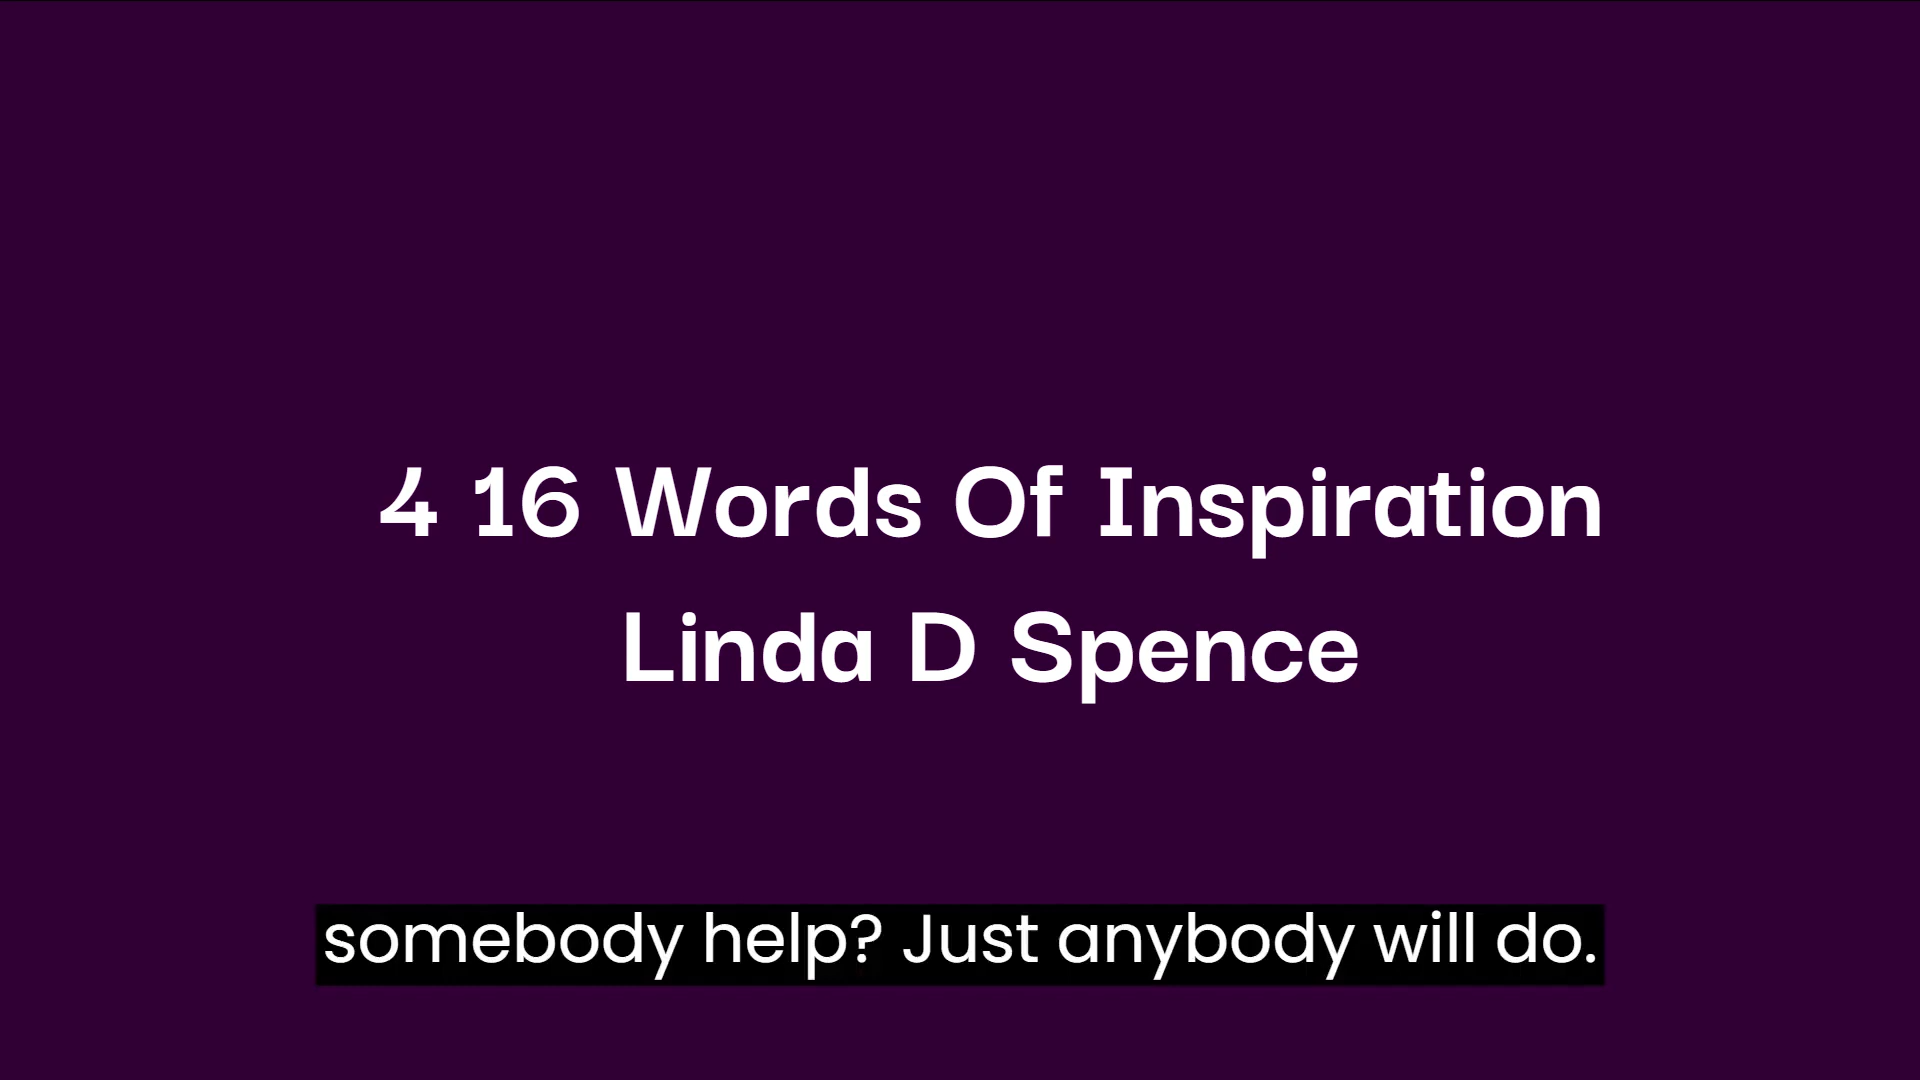 4 16 Words Of Inspiration
Linda D Spence
somebody help? Just anybody will do.